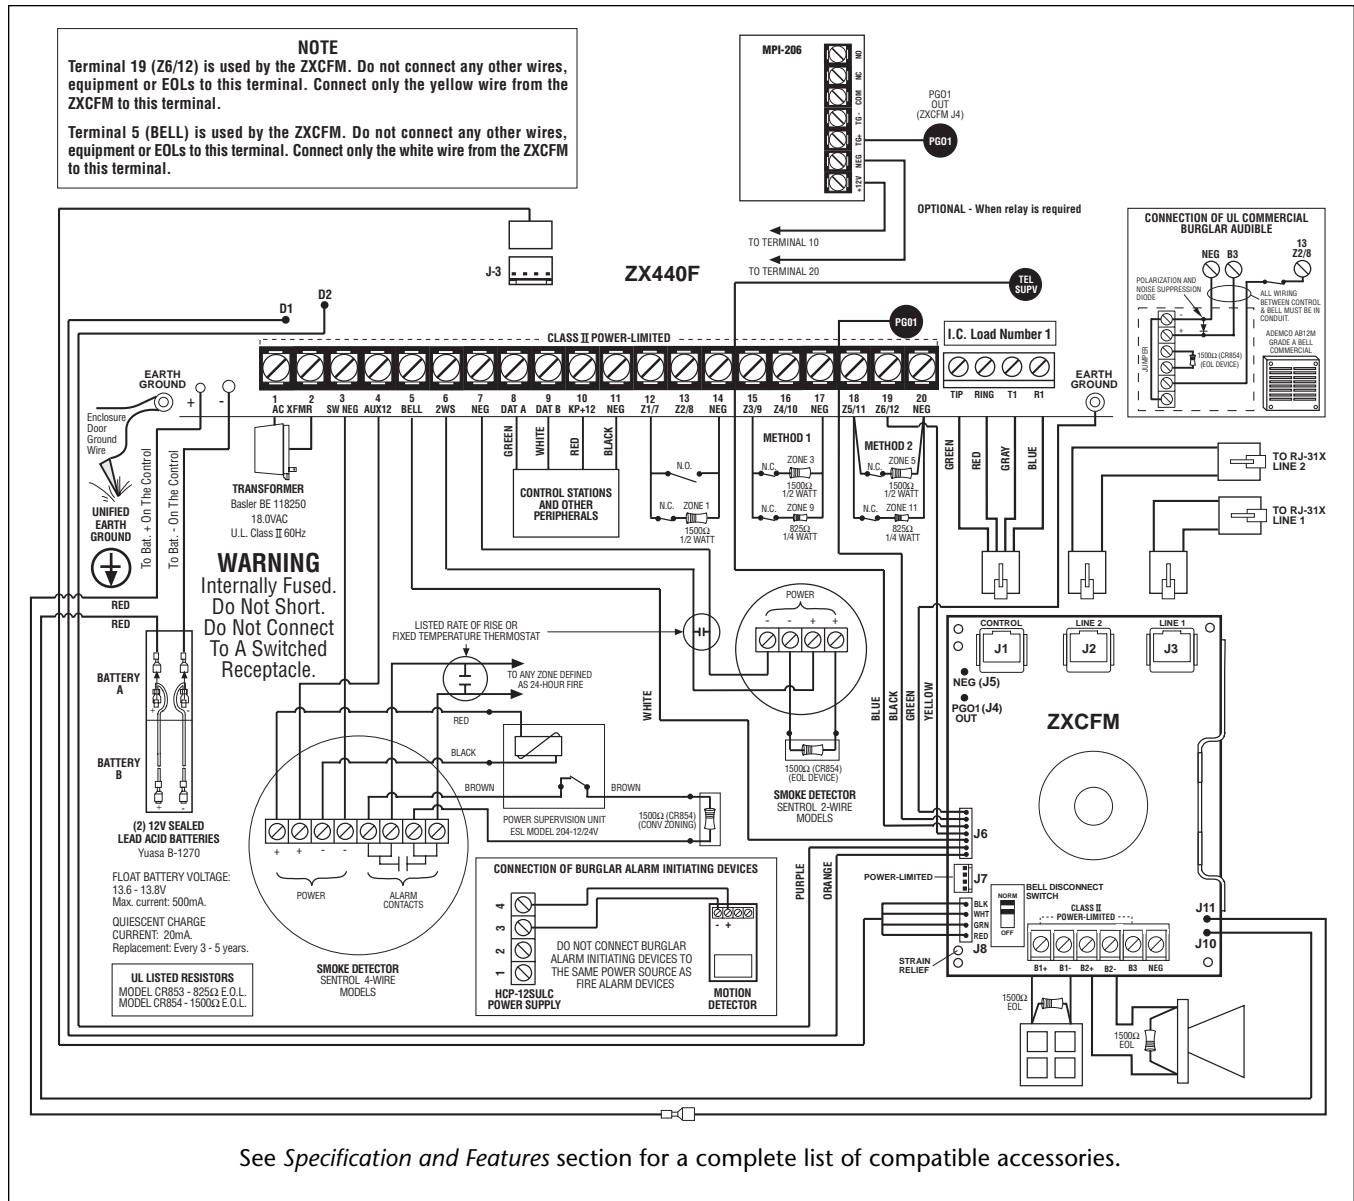 NOTE
Terminal 19 (Z6/12) is used by the ZXCFM. Do not connect any other wires,
equipment or EOLs to this terminal. Connect only the yellow wire from the
ZXCFM to this terminal.
Terminal 5 (BELL) is used by the ZXCFM. Do not connect any other wires,
equipment or EOLs to this terminal. Connect only the white wire from the ZXCFM
to this terminal.
MPI-206
NO
NC
COM
TG -
TG+
NEG
+12V
PGO1
OUT
(ZXCFM J4)
PGO1
OPTIONAL - When relay is required
TO TERMINAL 10
TO TERMINAL 20
J-3
ZX440F
TEL
SUPV
PG01
D1
D2
CONNECTION OF UL COMMERCIAL
BURGLAR AUDIBLE
NEG B3
13
Z2/8
POLARIZATION AND
NOISE SUPPRESSION
DIODE
ALL WIRING
BETWEEN CONTROL
& BELL MUST BE IN
CONDUIT.
-
+
JUMPER
1500Ω (CR854)
(EOL DEVICE)
ADEMCO AB12M
GRADE A BELL
COMMERCIAL
CLASS II POWER-LIMITED
I.C. Load Number 1
EARTH
GROUND
+
-
1 2 3 4 5 6 7 8 9 10 11 12 13 14 15 16 17 18 19 20
AC XFMR SW NEG AUX12 BELL 2WS NEG DAT A DAT B KP+12 NEG Z1/7 Z2/8 NEG Z3/9 Z4/10 NEG Z5/11 Z6/12 NEG
TIP RING T1 R1
EARTH
GROUND
Enclosure
Door
Ground
Wire
UNIFIED
EARTH
GROUND
To Bat. + On The Control
To Bat. - On The Control
TRANSFORMER
Basler BE 118250
18.0VAC
U.L. Class II 60Hz
GREEN
WHITE
RED
BLACK
CONTROL STATIONS
AND OTHER
PERIPHERALS
N.O.
N.C. ZONE 1
1500Ω
1/2 WATT
METHOD 1
N.C. ZONE 3
1500Ω
1/2 WATT
N.C. ZONE 9
825Ω
1/4 WATT
METHOD 2
N.C. ZONE 5
1500Ω
1/2 WATT
N.C. ZONE 11
825Ω
1/4 WATT
GREEN
RED
GRAY
BLUE
TO RJ-31X
LINE 2
TO RJ-31X
LINE 1
WARNING
Internally Fused.
Do Not Short.
Do Not Connect
To A Switched
Receptacle.
RED
RED
BATTERY
A
+ -
BATTERY
B
+ -
(2) 12V SEALED
LEAD ACID BATTERIES
Yuasa B-1270
FLOAT BATTERY VOLTAGE:
13.6 - 13.8V
Max. current: 500mA.
QUIESCENT CHARGE
CURRENT: 20mA.
Replacement: Every 3 - 5 years.
UL LISTED RESISTORS
MODEL CR853 - 825Ω E.O.L.
MODEL CR854 - 1500Ω E.O.L.
LISTED RATE OF RISE OR
FIXED TEMPERATURE THERMOSTAT
TO ANY ZONE DEFINED
AS 24-HOUR FIRE
RED
BLACK
BROWN
BROWN
POWER SUPERVISION UNIT
ESL MODEL 204-12/24V
1500Ω (CR854)
(CONV ZONING)
+ + - -
POWER
ALARM
CONTACTS
SMOKE DETECTOR
SENTROL 4-WIRE
MODELS
WHITE
POWER
- - + +
1500Ω (CR854)
(EOL DEVICE)
SMOKE DETECTOR
SENTROL 2-WIRE
MODELS
BLUE
BLACK
GREEN
YELLOW
CONNECTION OF BURGLAR ALARM INITIATING DEVICES
4
3
2
1
HCP-12SULC
POWER SUPPLY
DO NOT CONNECT BURGLAR
ALARM INITIATING DEVICES TO
THE SAME POWER SOURCE AS
FIRE ALARM DEVICES
- +
MOTION
DETECTOR
PURPLE
ORANGE
CONTROL
J1
LINE 2
J2
LINE 1
J3
NEG (J5)
PGO1 (J4)
OUT
ZXCFM
J6
POWER-LIMITED
J7
BELL DISCONNECT
SWITCH
NORM
OFF
BLK
WHT
GRN
RED
J8
STRAIN
RELIEF
CLASS II
POWER-LIMITED
B1+ B1- B2+ B2- B3 NEG
J11
J10
1500Ω
EOL
1500Ω
EOL
See Specification and Features section for a complete list of compatible accessories.